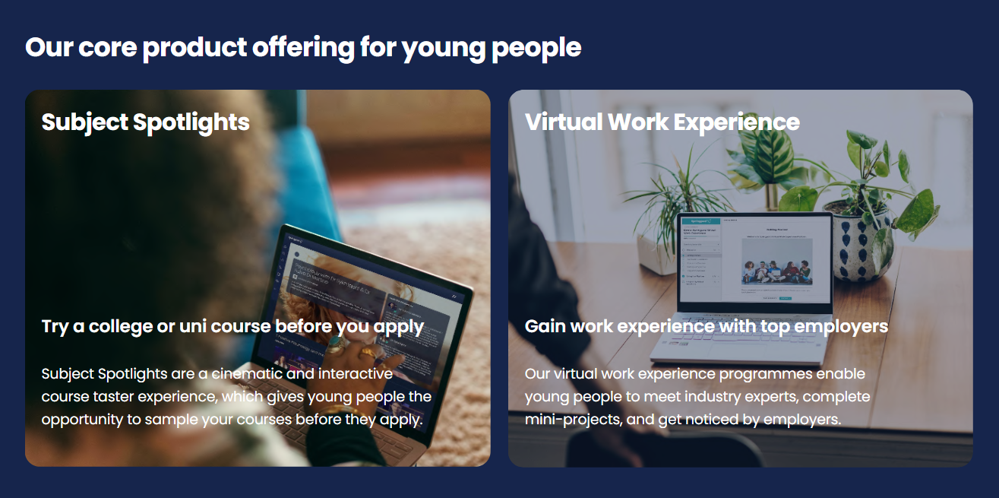 Our core product offering for young people
Subject Spotlights
Try a college or uni course before you apply
Subject Spotlights are a cinematic and interactive
course taster experience, which gives young people the
opportunity to sample your courses before they apply.
Virtual Work Experience
Gain work experience with top employers
Our virtual work experience programmes enable
young people to meet industry experts, complete
mini-projects, and get noticed by employers.